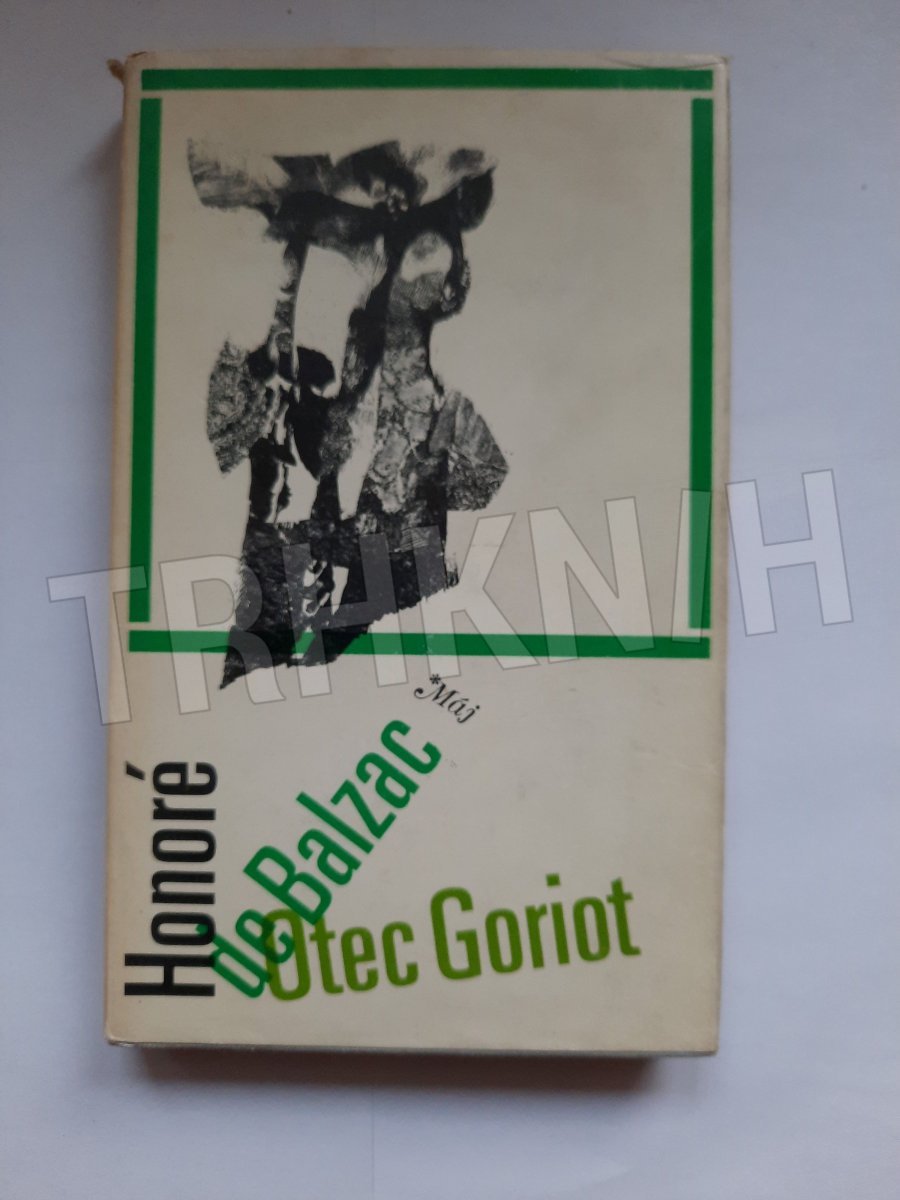 TRHKNIH
*Máj
Honoré
de Balzac
Otec Goriot